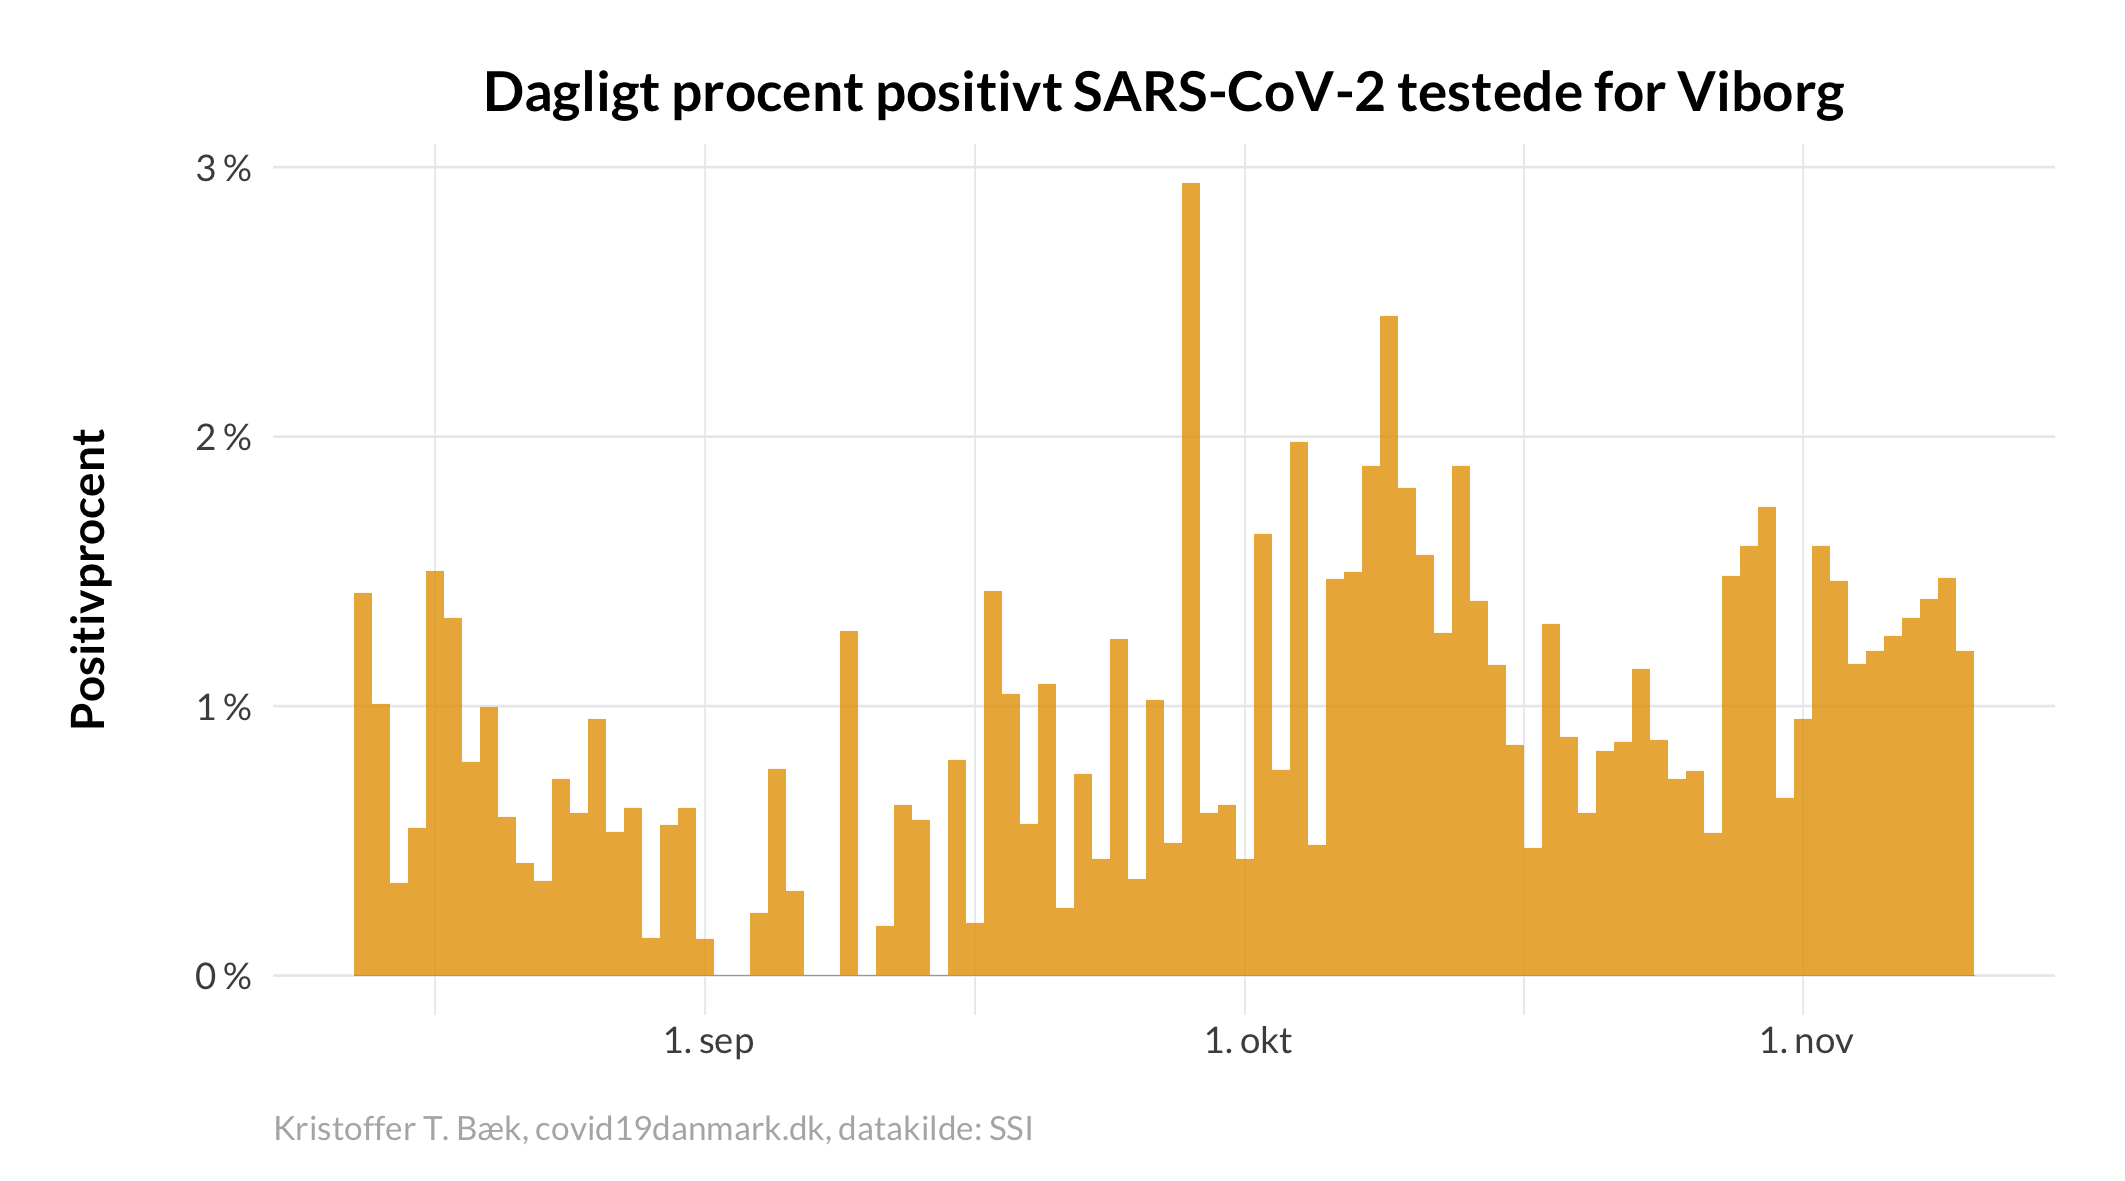 Dagligt procent positivt SARS-CoV-2 testede for Viborg
Positivprocent
3 %
2 %
1 %
0 %
1. sep
1. okt
1. nov
Kristoffer T. Bæk, covid19danmark.dk, datakilde: SSI